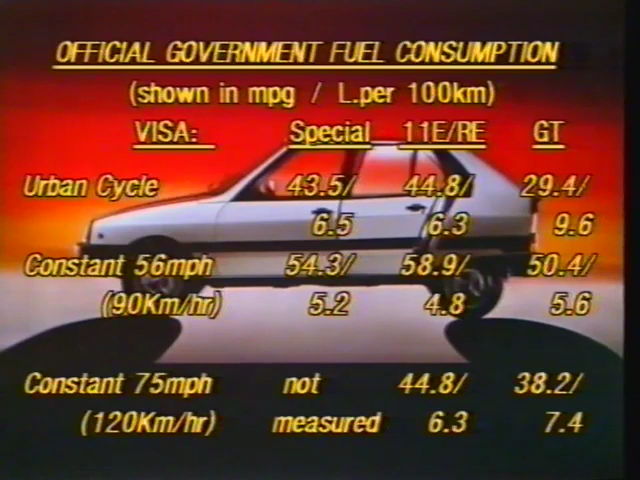 OFFICIAL GOVERNMENT FUEL CONSUMPTION
(shown in mpg / L.per 100km)
VISA: Special 11E/RE GT
Urban Cycle 43.5/ 44.8/ 29.4/
6.5 6.3 9.6
Constant 56mph 54.3/ 58.9/ 50.4/
(90Km/hr) 5.2 4.8 5.6
Constant 75mph not 44.8/ 38.2/
(120Km/hr) measured 6.3 7.4